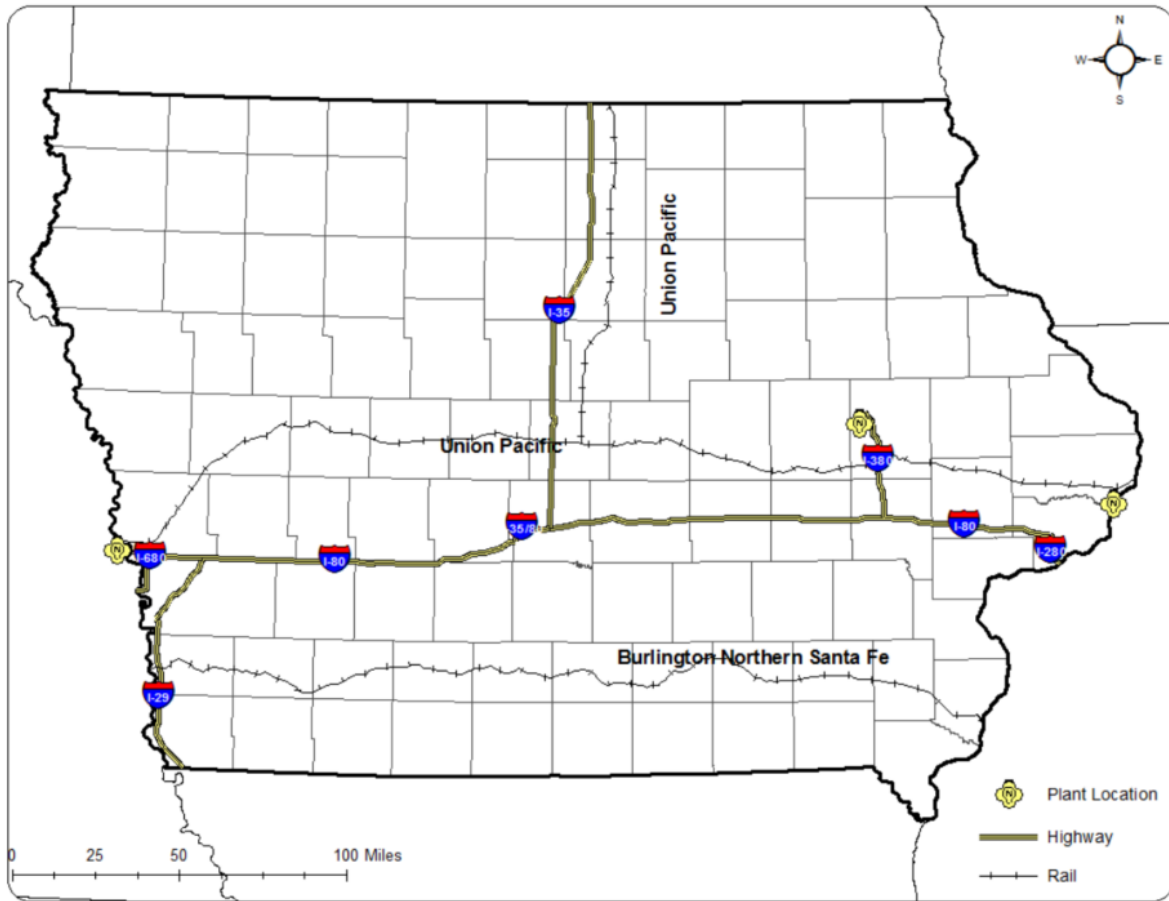 N
W E
S
I-35
Union Pacific
Union Pacific
N
I-380
35/8
I-80
N
N
I-680
I-80
I-280
Burlington Northern Santa Fe
I-29
N Plant Location
Highway
Rail
0 25 50 100 Miles